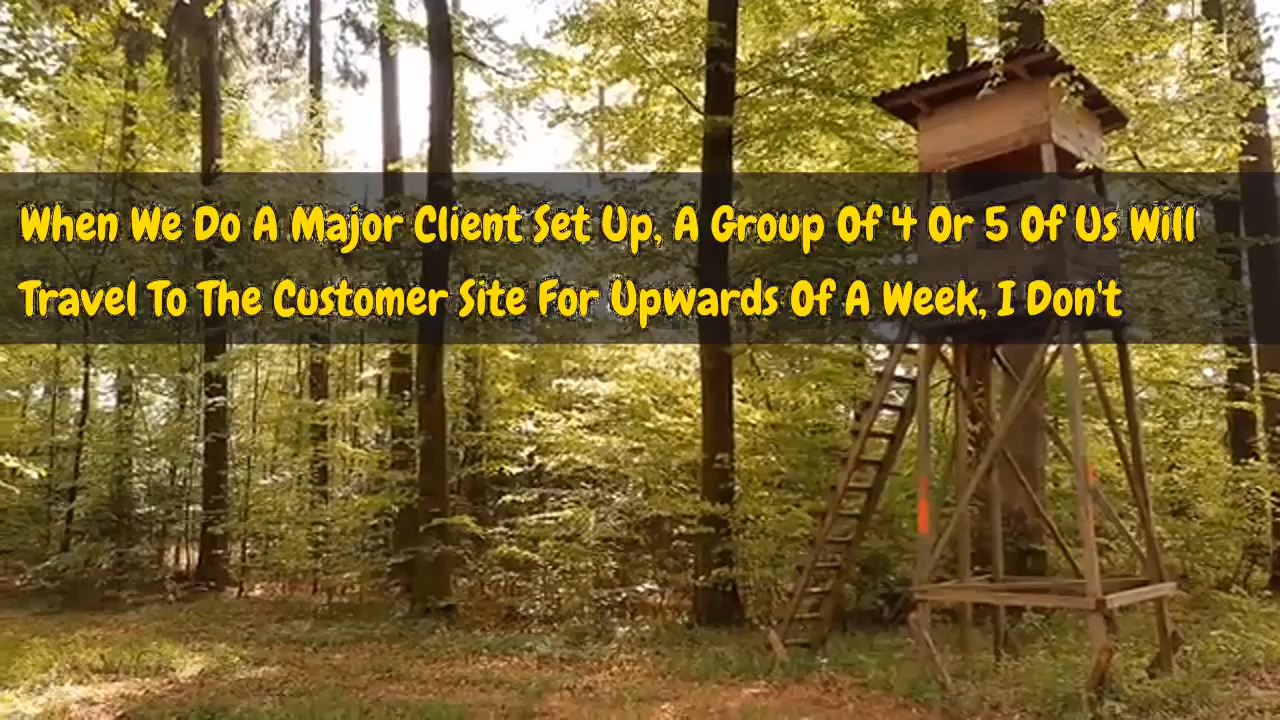 When We Do A Major Client Set Up, A Group Of 4 Or 5 Of Us Will
Travel To The Customer Site For Upwards Of A Week, I Don't